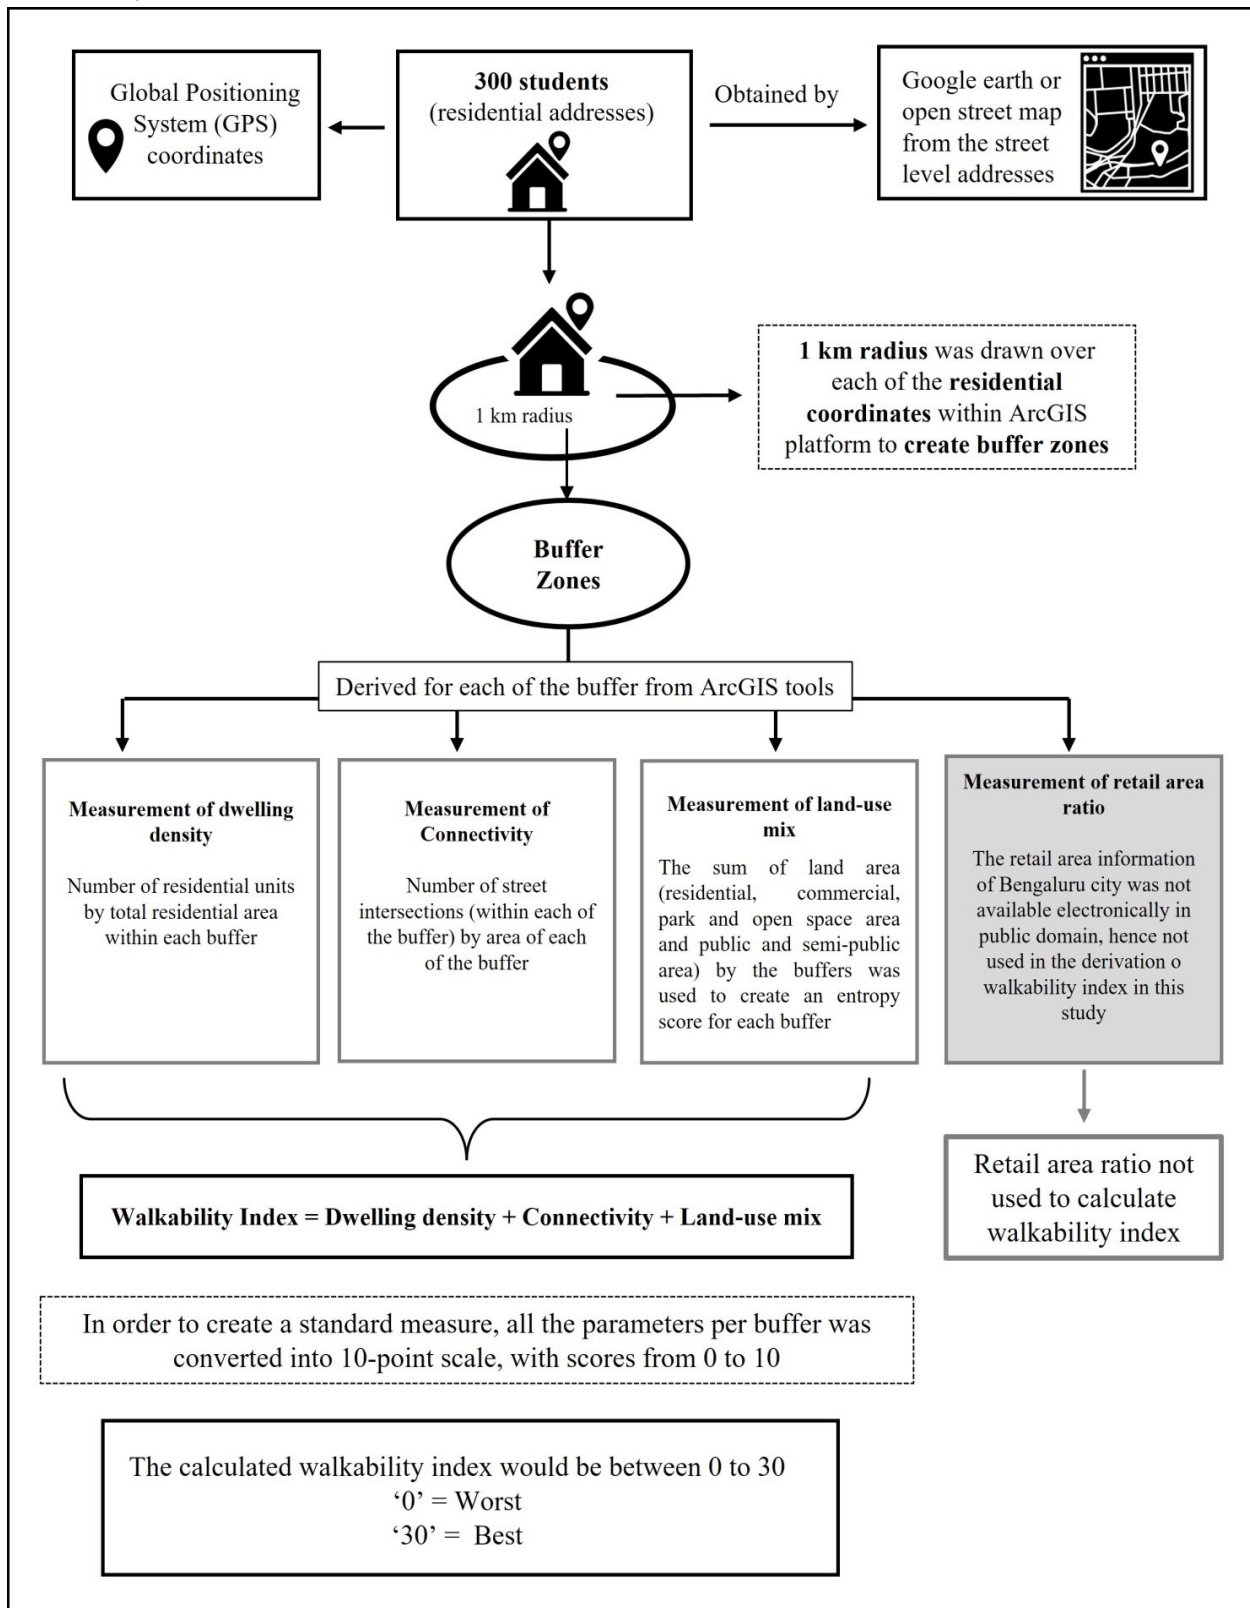 Global Positioning
System (GPS)
coordinates
300 students
(residential addresses)
Obtained by
Google earth or
open street map
from the street
level addresses
1 km radius
1 km radius was drawn over
each of the residential
coordinates within ArcGIS
platform to create buffer zones
Buffer
Zones
Derived for each of the buffer from ArcGIS tools
Measurement of dwelling
density
Number of residential units
by total residential area
within each buffer
Measurement of
Connectivity
Number of street
intersections (within each of
the buffer) by area of each
of the buffer
Measurement of land-use
mix
The sum of land area
(residential, commercial,
park and open space area
and public and semi-public
area) by the buffers was
used to create an entropy
score for each buffer
Measurement of retail area
ratio
The retail area information
of Bengaluru city was not
available electronically in
public domain, hence not
used in the derivation o
walkability index in this
study
Walkability Index = Dwelling density + Connectivity + Land-use mix
Retail area ratio not
used to calculate
walkability index
In order to create a standard measure, all the parameters per buffer was
converted into 10-point scale, with scores from 0 to 10
The calculated walkability index would be between 0 to 30
‘0’ = Worst
‘30’ = Best